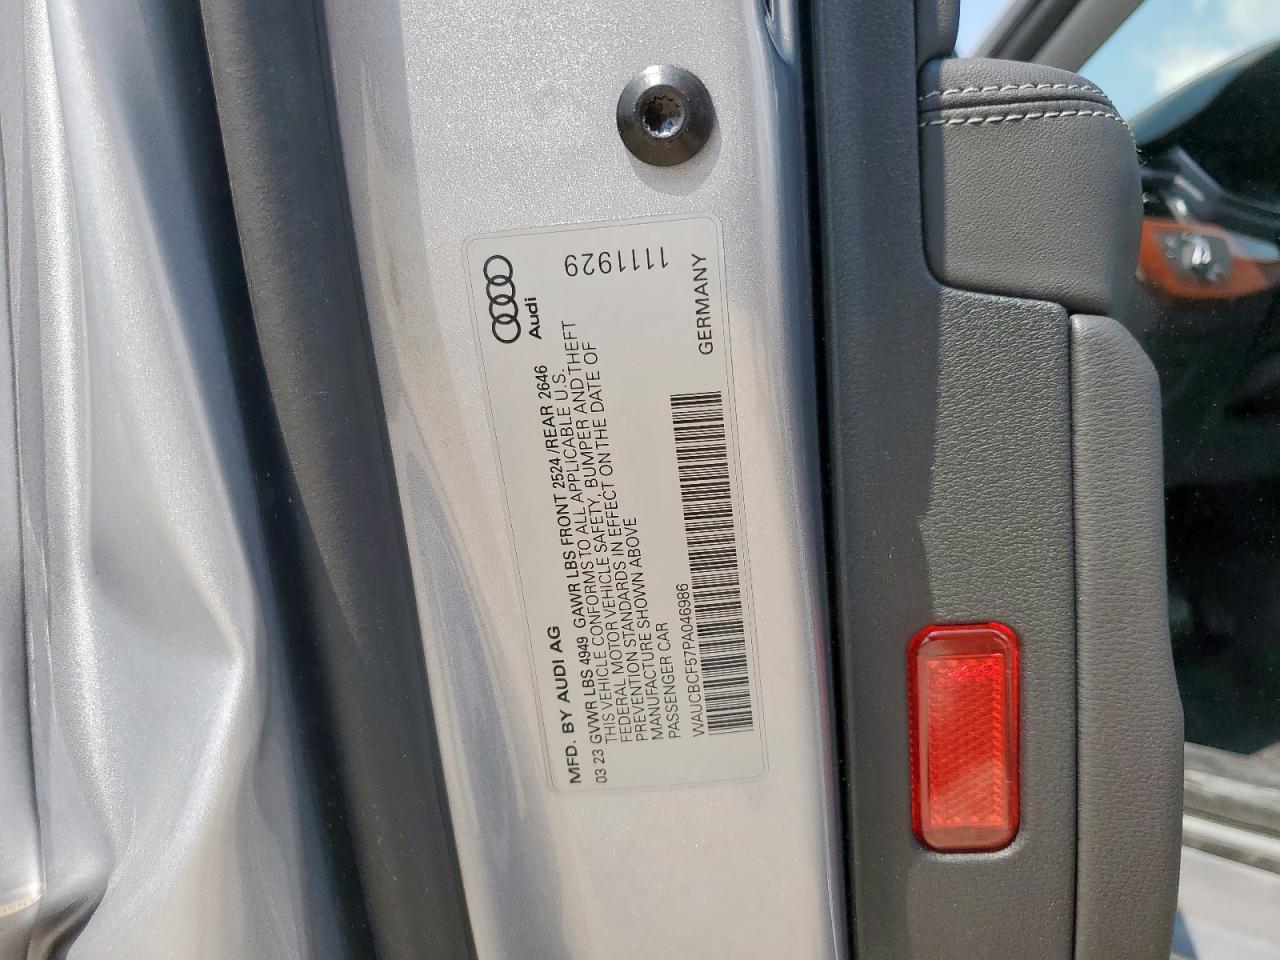 Audi
MFD. BY AUDI AG
03 23 GVWR LBS 4949 GAWR LBS FRONT 2524 /REAR 2646
THIS VEHICLE CONFORMS TO ALL APPLICABLE U.S.
FEDERAL MOTOR VEHICLE SAFETY, BUMPER AND THEFT
PREVENTION STANDARDS IN EFFECT ON THE DATE OF
MANUFACTURE SHOWN ABOVE
PASSENGER CAR
WAUCBCF57PA046986
GERMANY
1111929